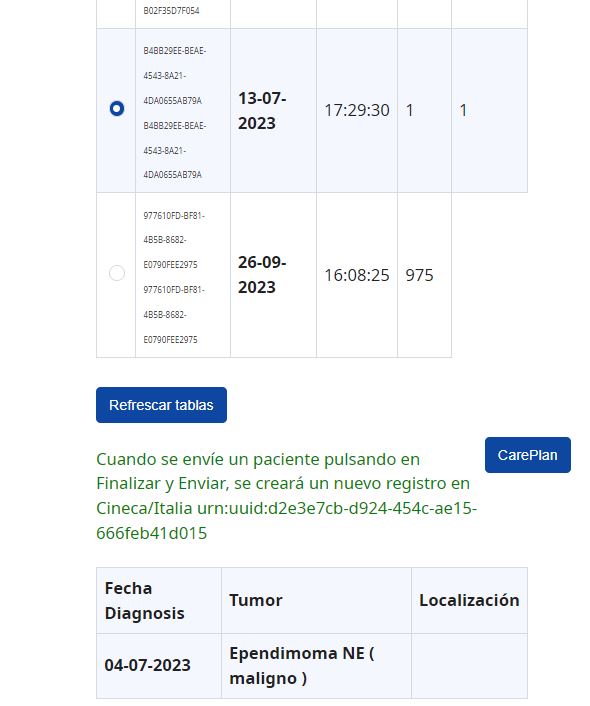 B02F35D7F054
B4BB29EE-BEAE-
4543-8A21-
4DA0655AB79A
B4BB29EE-BEAE-
4543-8A21-
4DA0655AB79A
13-07-
2023
17:29:30
1
1
977610FD-BF81-
4B5B-8682-
E0790FEE2975
977610FD-BF81-
4B5B-8682-
E0790FEE2975
26-09-
2023
16:08:25
975
Refrescar tablas
CarePlan
Cuando se envíe un paciente pulsando en
Finalizar y Enviar, se creará un nuevo registro en
Cineca/Italia urn:uuid:d2e3e7cb-d924-454c-ae15-
666feb41d015
Fecha
Diagnosis
Tumor
Localización
04-07-2023
Ependimoma NE (
maligno )